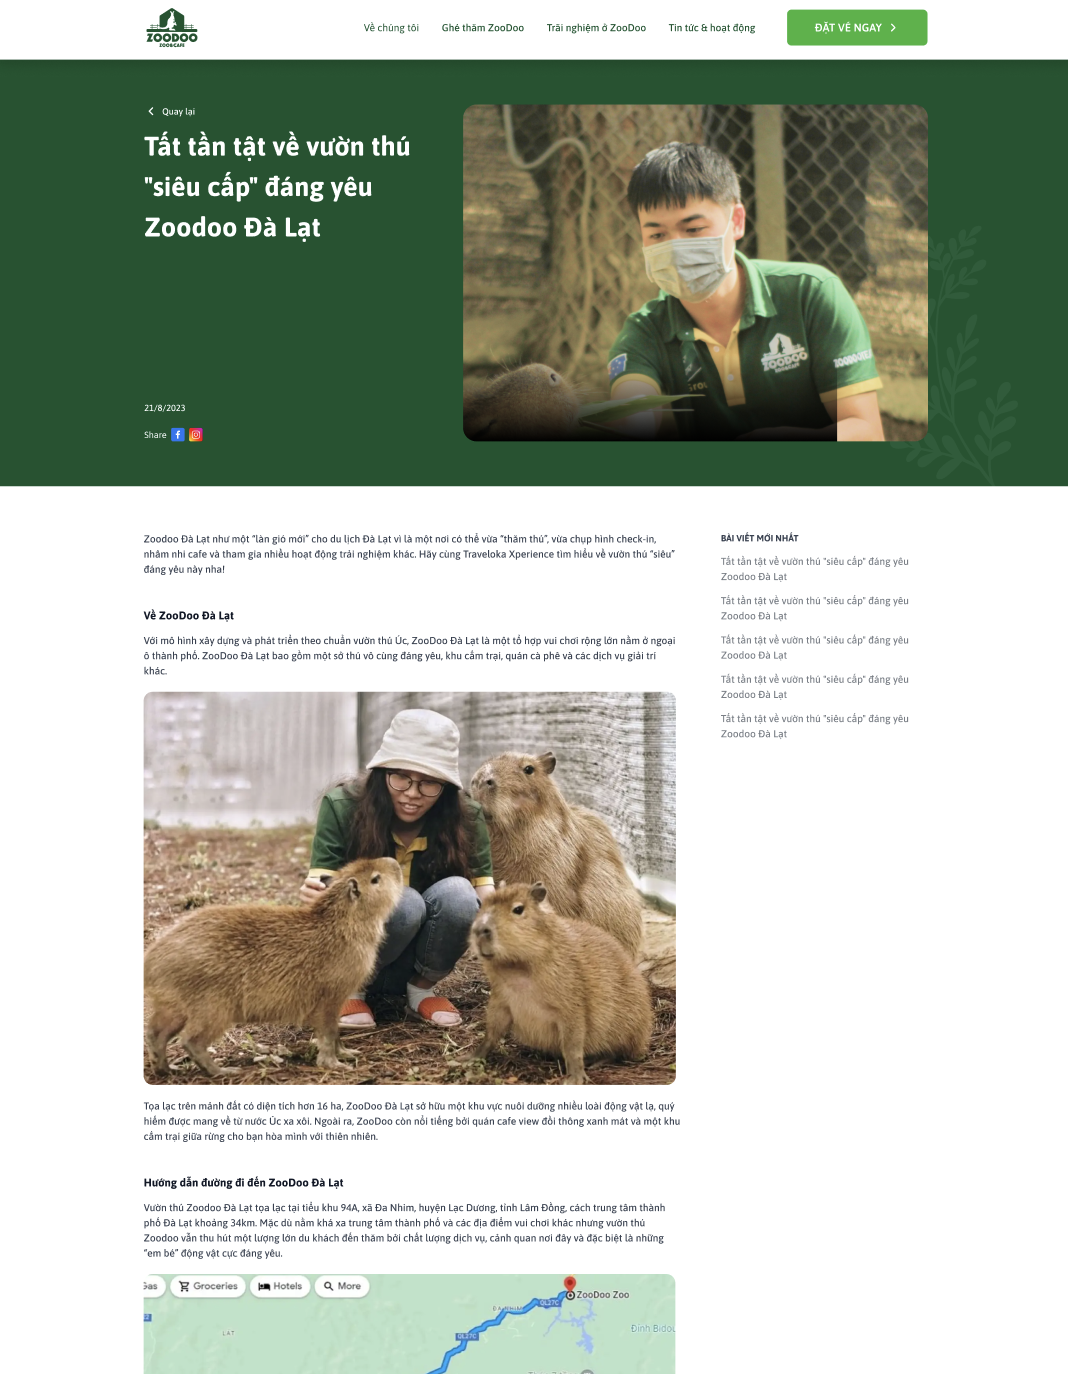 ZOODOO
ZOO&CAFE
Về chúng tôi
Ghé thăm ZooDoo
Trải nghiệm ở ZooDoo
Tin tức & hoạt động
ĐẶT VÉ NGAY
Quay lại
Tất tần tật về vườn thú
"siêu cấp" đáng yêu
Zoodoo Đà Lạt
ZOODOO
ZOODOO
21/8/2023
Share
Zoodoo Đà Lạt như một “làn gió mới” cho du lịch Đà Lạt vì là một nơi có thể vừa “thăm thú”, vừa chụp hình check-in,
nhâm nhi cafe và tham gia nhiều hoạt động trải nghiệm khác. Hãy cùng Traveloka Xperience tìm hiểu về vườn thú “siêu”
đáng yêu này nha!
Về ZooDoo Đà Lạt
Với mô hình xây dựng và phát triển theo chuẩn vườn thú Úc, ZooDoo Đà Lạt là một tổ hợp vui chơi rộng lớn nằm ở ngoại
ô thành phố. ZooDoo Đà Lạt bao gồm một sở thú vô cùng đáng yêu, khu cắm trại, quán cà phê và các dịch vụ giải trí
khác.
Tọa lạc trên mảnh đất có diện tích hơn 16 ha, ZooDoo Đà Lạt sở hữu một khu vực nuôi dưỡng nhiều loài động vật lạ, quý
hiếm được mang về từ nước Úc xa xôi. Ngoài ra, ZooDoo còn nổi tiếng bởi quán cafe view đồi thông xanh mát và một khu
cắm trại giữa rừng cho bạn hòa mình với thiên nhiên.
Hướng dẫn đường đi đến ZooDoo Đà Lạt
Vườn thú Zoodoo Đà Lạt tọa lạc tại tiểu khu 94A, xã Đa Nhim, huyện Lạc Dương, tỉnh Lâm Đồng, cách trung tâm thành
phố Đà Lạt khoảng 34km. Mặc dù nằm khá xa trung tâm thành phố và các địa điểm vui chơi khác nhưng vườn thú
Zoodoo vẫn thu hút một lượng lớn du khách đến thăm bởi chất lượng dịch vụ, cảnh quan nơi đây và đặc biệt là những
“em bé” động vật cực đáng yêu.
Gas
Groceries
Hotels
More
ZooDoo Zoo
ĐA NHIM
QL27C
QL27C
LÁT
Đỉnh Bidou
BÀI VIẾT MỚI NHẤT
Tất tần tật về vườn thú "siêu cấp" đáng yêu
Zoodoo Đà Lạt
Tất tần tật về vườn thú "siêu cấp" đáng yêu
Zoodoo Đà Lạt
Tất tần tật về vườn thú "siêu cấp" đáng yêu
Zoodoo Đà Lạt
Tất tần tật về vườn thú "siêu cấp" đáng yêu
Zoodoo Đà Lạt
Tất tần tật về vườn thú "siêu cấp" đáng yêu
Zoodoo Đà Lạt